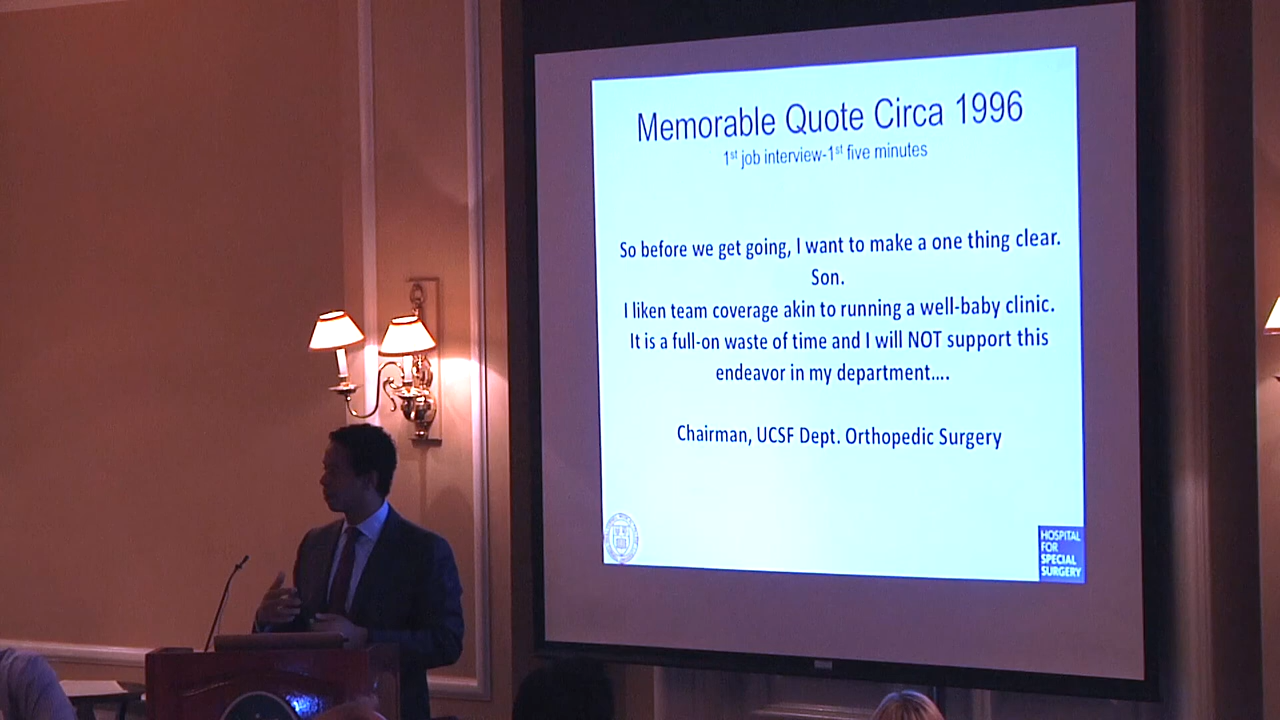 Memorable Quote Circa 1996
1st job interview-1st five minutes
So before we get going, I want to make a one thing clear.
Son.
I liken team coverage akin to running a well-baby clinic.
It is a full-on waste of time and I will NOT support this
endeavor in my department....
Chairman, UCSF Dept. Orthopedic Surgery
HOSPITAL
FOR
SPECIAL
SURGERY